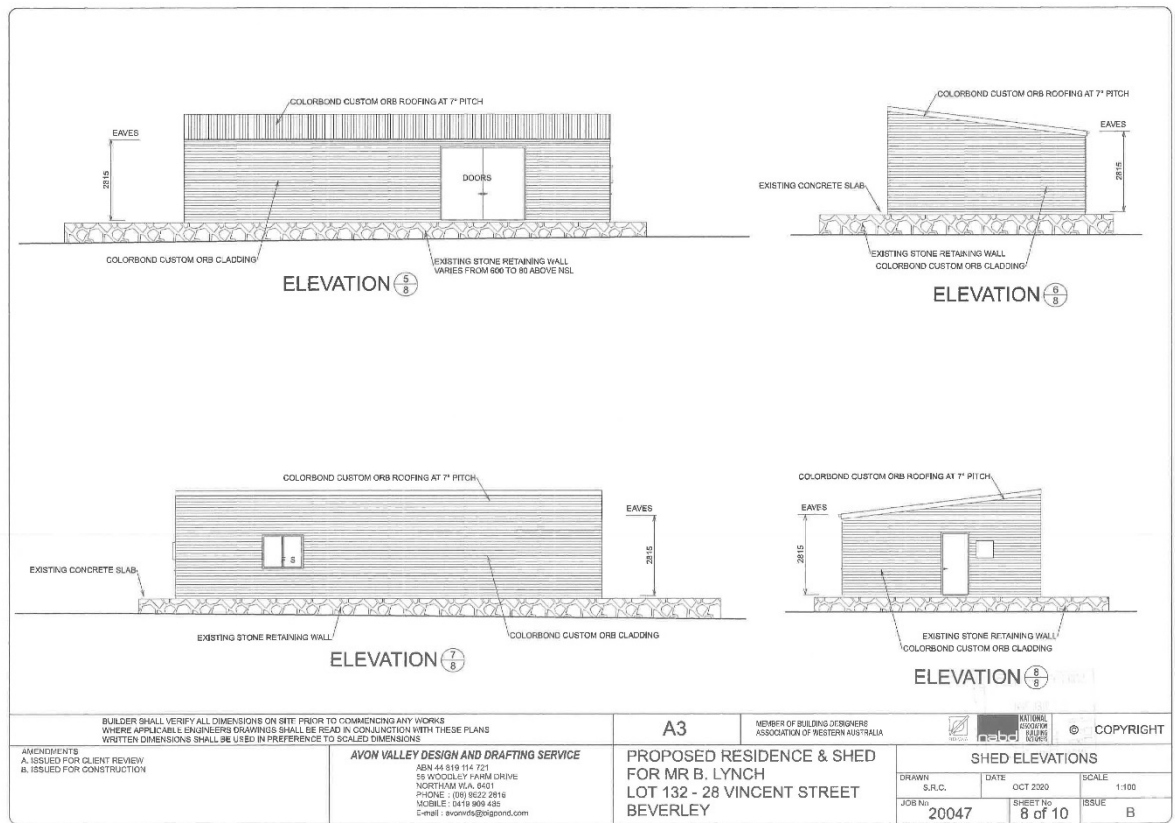 COLORBOND CUSTOM ORB ROOFING AT 7° PITCH
EAVES
2815
DOORS
COLORBOND CUSTOM ORB CLADDING
EXISTING STONE RETAINING WALL
VARIES FROM 600 TO 80 ABOVE NSL
ELEVATION 5/8
COLORBOND CUSTOM ORB ROOFING AT 7° PITCH
EAVES
2815
EXISTING CONCRETE SLAB
EXISTING STONE RETAINING WALL
COLORBOND CUSTOM ORB CLADDING
ELEVATION 6/8
COLORBOND CUSTOM ORB ROOFING AT 7° PITCH
EAVES
2815
S
EXISTING CONCRETE SLAB
EXISTING STONE RETAINING WALL
COLORBOND CUSTOM ORB CLADDING
ELEVATION 7/8
COLORBOND CUSTOM ORB ROOFING AT 7° PITCH
EAVES
2815
EXISTING STONE RETAINING WALL
COLORBOND CUSTOM ORB CLADDING
ELEVATION 8/8
BUILDER SHALL VERIFY ALL DIMENSIONS ON SITE PRIOR TO COMMENCING ANY WORKS
WHERE APPLICABLE ENGINEERS DRAWINGS SHALL BE READ IN CONJUNCTION WITH THESE PLANS
WRITTEN DIMENSIONS SHALL BE USED IN PREFERENCE TO SCALED DIMENSIONS
A3
MEMBER OF BUILDING DESIGNERS
ASSOCIATION OF WESTERN AUSTRALIA
nabd
NATIONAL
ASSOCIATION
BUILDING
DESIGNERS
© COPYRIGHT
AMENDMENTS
A. ISSUED FOR CLIENT REVIEW
B. ISSUED FOR CONSTRUCTION
AVON VALLEY DESIGN AND DRAFTING SERVICE
ABN 44 819 114 721
56 WOODLEY FARM DRIVE
NORTHAM W.A. 6401
PHONE : (08) 9622 2616
MOBILE : 0419 909 495
E-mail : avonvds@bigpond.com
PROPOSED RESIDENCE & SHED
FOR MR B. LYNCH
LOT 132 - 28 VINCENT STREET
BEVERLEY
SHED ELEVATIONS
DRAWN
S.R.C.
DATE
OCT 2020
SCALE
1:100
JOB No
20047
SHEET No
8 of 10
ISSUE
B